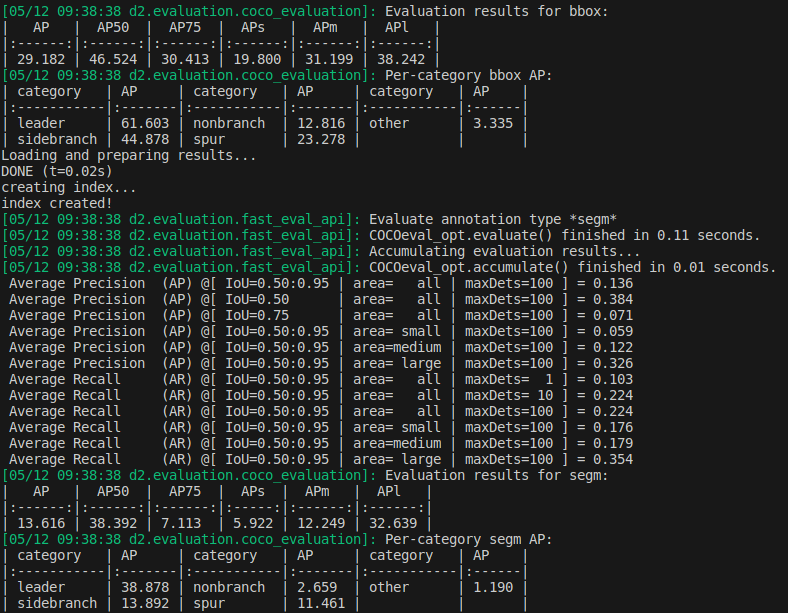 [05/12 09:38:38 d2.evaluation.coco_evaluation]: Evaluation results for bbox:
|   AP   |  AP50  |  AP75  |  APs   |  APm   |  APl   |
|:------:|:------:|:------:|:------:|:------:|:------:|
| 29.182 | 46.524 | 30.413 | 19.800 | 31.199 | 38.242 |
[05/12 09:38:38 d2.evaluation.coco_evaluation]: Per-category bbox AP:
| category   | AP     | category   | AP     | category   | AP    |
|:-----------|:-------|:-----------|:-------|:-----------|:------|
| leader     | 61.603 | nonbranch  | 12.816 | other      | 3.335 |
| sidebranch | 44.878 | spur       | 23.278 |            |       |
Loading and preparing results...
DONE (t=0.02s)
creating index...
index created!
[05/12 09:38:38 d2.evaluation.fast_eval_api]: Evaluate annotation type *segm*
[05/12 09:38:38 d2.evaluation.fast_eval_api]: COCOeval_opt.evaluate() finished in 0.11 seconds.
[05/12 09:38:38 d2.evaluation.fast_eval_api]: Accumulating evaluation results...
[05/12 09:38:38 d2.evaluation.fast_eval_api]: COCOeval_opt.accumulate() finished in 0.01 seconds.
 Average Precision  (AP) @[ IoU=0.50:0.95 | area=   all | maxDets=100 ] = 0.136
 Average Precision  (AP) @[ IoU=0.50      | area=   all | maxDets=100 ] = 0.384
 Average Precision  (AP) @[ IoU=0.75      | area=   all | maxDets=100 ] = 0.071
 Average Precision  (AP) @[ IoU=0.50:0.95 | area= small | maxDets=100 ] = 0.059
 Average Precision  (AP) @[ IoU=0.50:0.95 | area=medium | maxDets=100 ] = 0.122
 Average Precision  (AP) @[ IoU=0.50:0.95 | area= large | maxDets=100 ] = 0.326
 Average Recall     (AR) @[ IoU=0.50:0.95 | area=   all | maxDets=  1 ] = 0.103
 Average Recall     (AR) @[ IoU=0.50:0.95 | area=   all | maxDets= 10 ] = 0.224
 Average Recall     (AR) @[ IoU=0.50:0.95 | area=   all | maxDets=100 ] = 0.224
 Average Recall     (AR) @[ IoU=0.50:0.95 | area= small | maxDets=100 ] = 0.176
 Average Recall     (AR) @[ IoU=0.50:0.95 | area=medium | maxDets=100 ] = 0.179
 Average Recall     (AR) @[ IoU=0.50:0.95 | area= large | maxDets=100 ] = 0.354
[05/12 09:38:38 d2.evaluation.coco_evaluation]: Evaluation results for segm:
|   AP   |  AP50  | AP75  |  APs  |  APm   |  APl   |
|:------:|:------:|:-----:|:-----:|:------:|:------:|
| 13.616 | 38.392 | 7.113 | 5.922 | 12.249 | 32.639 |
[05/12 09:38:38 d2.evaluation.coco_evaluation]: Per-category segm AP:
| category   | AP     | category   | AP     | category   | AP    |
|:-----------|:-------|:-----------|:-------|:-----------|:------|
| leader     | 38.878 | nonbranch  | 2.659  | other      | 1.190 |
| sidebranch | 13.892 | spur       | 11.461 |            |       |